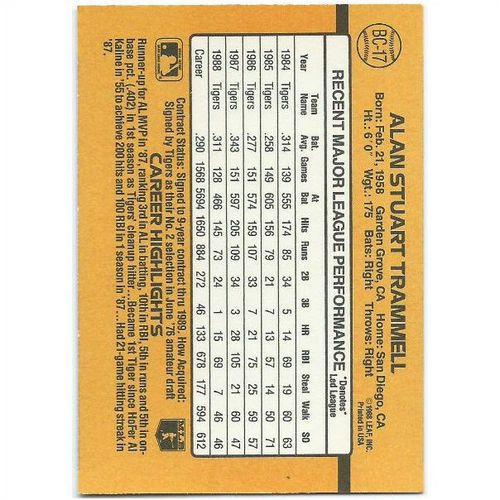 BC-17
ALAN STUART TRAMMELL
Born: Feb. 21, 1958 Garden Grove, CA Home: San Diego, CA
Ht.: 6' 0" Wgt.: 175 Bats: Right Throws: Right
©1988 LEAF, INC.
Printed in USA
RECENT MAJOR LEAGUE PERFORMANCE
*Denotes
Led League
Year Team Name Bat. Avg. Games At Bat Hits Runs 2B 3B HR RBI Steal Walk SO
1984 Tigers .314 139 555 174 85 34 5 14 69 19 60 63
1985 Tigers .258 149 605 156 79 21 7 13 57 14 50 71
1986 Tigers .277 151 574 159 107 33 7 21 75 25 59 57
1987 Tigers .343 151 597 205 109 34 3 28 105 21 60 47
1988 Tigers .311 128 466 145 73 24 1 15 69 7 46 46
Career .290 1568 5694 1650 884 272 46 133 697 177 594 612
Contract Status: Signed to 9-year contract thru 1989. How Acquired:
Signed by Tigers as their No. 2 selection in June '76 amateur draft
CAREER HIGHLIGHTS
Runner-up for AL MVP in '87, ranking 3rd in AL in batting, 10th in RBI, 5th in runs and 5th in on-
base pct. (.402) in 1st season as Tigers' cleanup hitter...Became 1st Tiger since HoFer Al
Kaline in '55 to achieve 200 hits and 100 RBI in 1 season in '87...Had 21-game hitting streak in
'87.